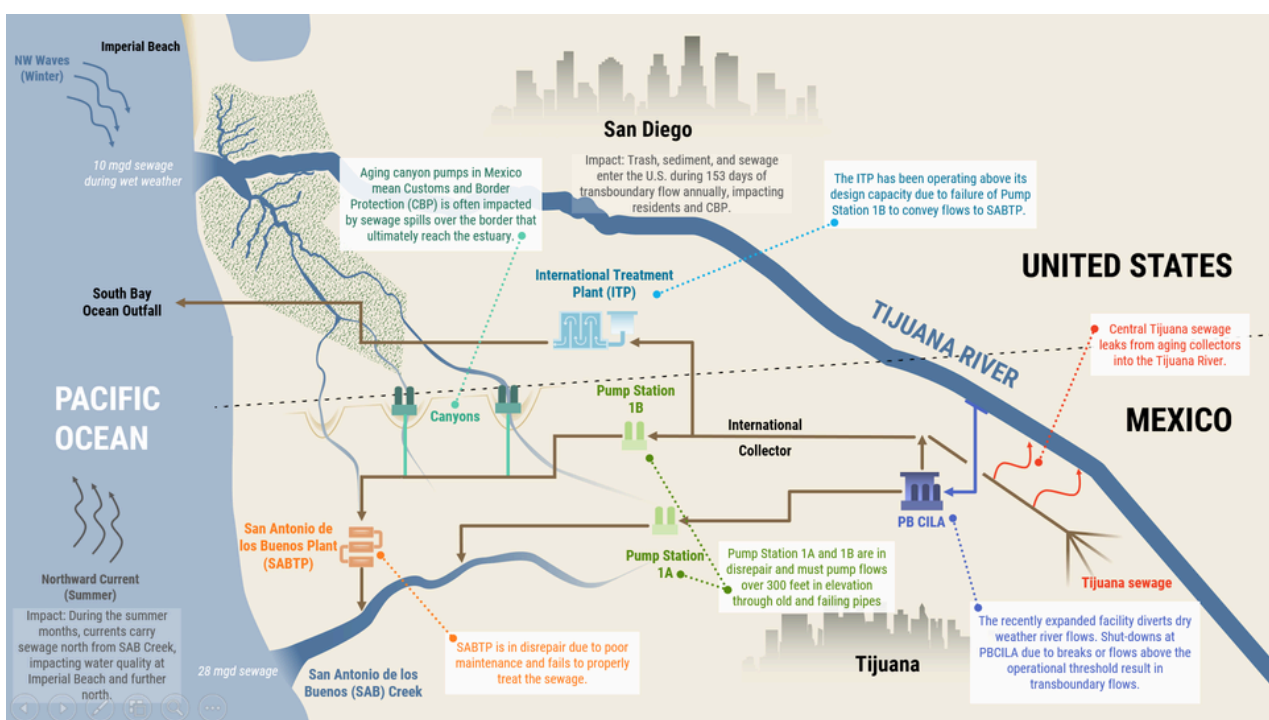 Imperial Beach
NW Waves
(Winter)
10 mgd sewage
during wet weather
San Diego
Impact: Trash, sediment, and sewage
enter the U.S. during 153 days of
transboundary flow annually, impacting
residents and CBP.
Aging canyon pumps in Mexico
mean Customs and Border
Protection (CBP) is often impacted
by sewage spills over the border that
ultimately reach the estuary.
The ITP has been operating above its
design capacity due to failure of Pump
Station 1B to convey flows to SABTP.
International Treatment
Plant (ITP)
UNITED STATES
South Bay
Ocean Outfall
TIJUANA RIVER
Central Tijuana sewage
leaks from aging collectors
into the Tijuana River.
PACIFIC
OCEAN
Canyons
Pump Station
1B
International
Collector
MEXICO
San Antonio de
los Buenos Plant
(SABTP)
PB CILA
Pump Station
1A
Pump Station 1A and 1B are in
disrepair and must pump flows
over 300 feet in elevation
through old and failing pipes
Tijuana sewage
Northward Current
(Summer)
Impact: During the summer
months, currents carry
sewage north from SAB Creek,
impacting water quality at
Imperial Beach and further
north.
28 mgd sewage
San Antonio de los
Buenos (SAB) Creek
SABTP is in disrepair due to poor
maintenance and fails to properly
treat the sewage.
Tijuana
The recently expanded facility diverts dry
weather river flows. Shut-downs at
PBCILA due to breaks or flows above the
operational threshold result in
transboundary flows.